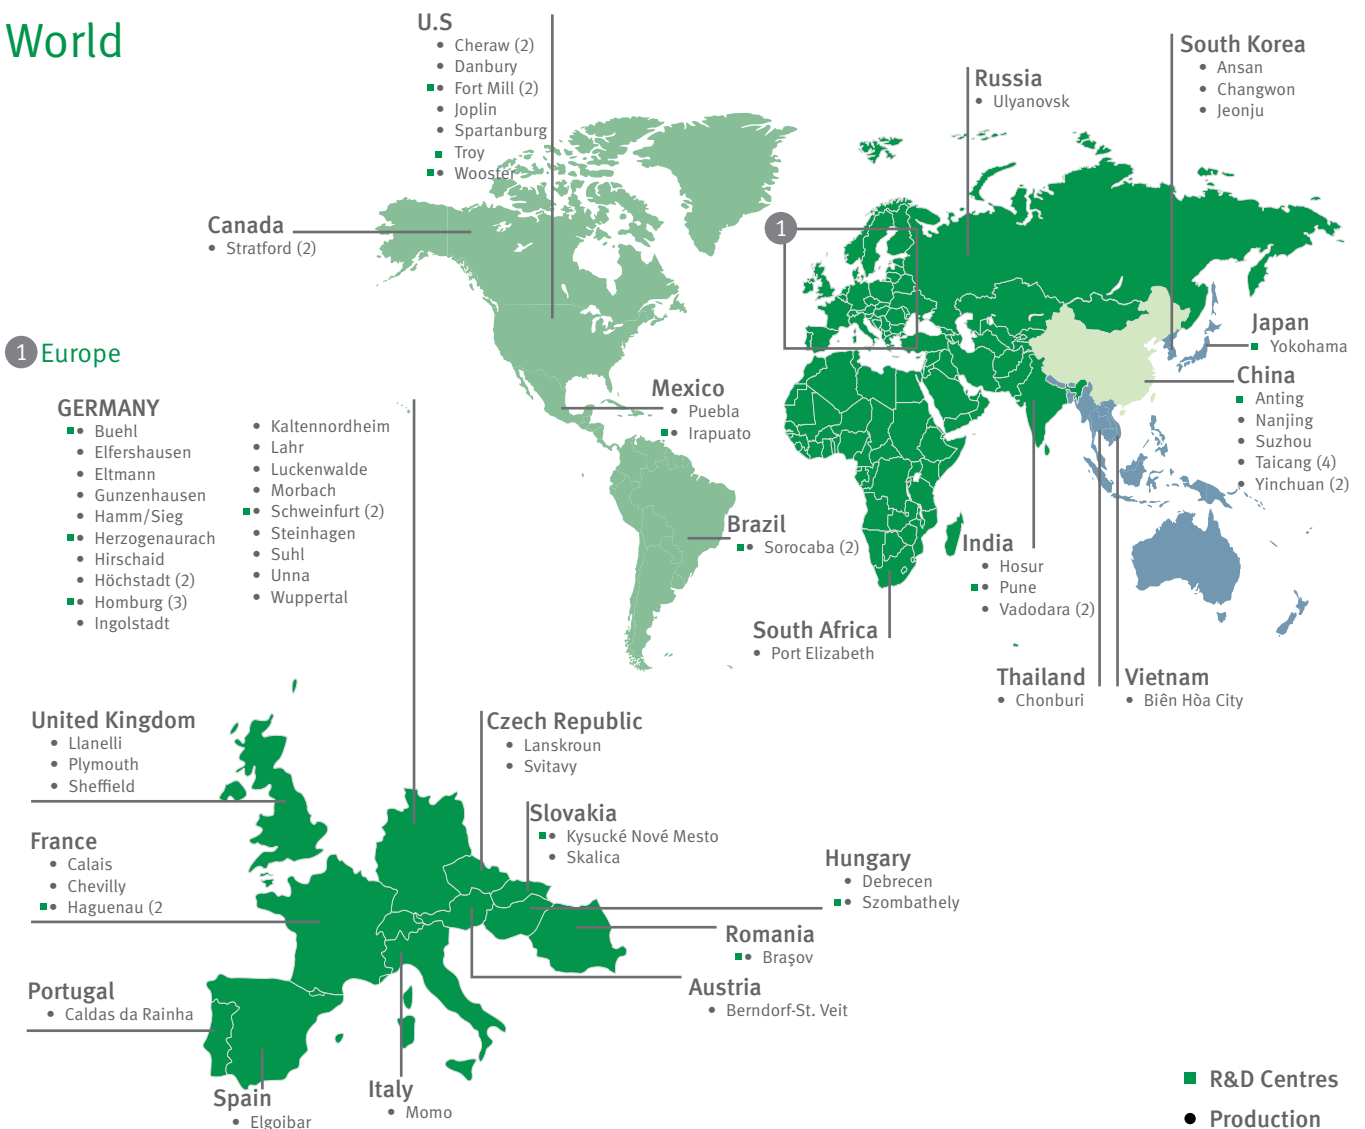 World
U.S
Cheraw (2)
Danbury
Fort Mill (2)
Joplin
Spartanburg
Troy
Wooster
Canada
Stratford (2)
Russia
Ulyanovsk
South Korea
Ansan
Changwon
Jeonju
1
Japan
Yokohama
China
Anting
Nanjing
Suzhou
Taicang (4)
Yinchuan (2)
Mexico
Puebla
Irapuato
Brazil
Sorocaba (2)
India
Hosur
Pune
Vadodara (2)
South Africa
Port Elizabeth
Thailand
Chonburi
Vietnam
Biên Hòa City
1 Europe
GERMANY
Buehl
Elfershausen
Eltmann
Gunzenhausen
Hamm/Sieg
Herzogenaurach
Hirschaid
Höchstadt (2)
Homburg (3)
Ingolstadt
Kaltennordheim
Lahr
Luckenwalde
Morbach
Schweinfurt (2)
Steinhagen
Suhl
Unna
Wuppertal
United Kingdom
Llanelli
Plymouth
Sheffield
France
Calais
Chevilly
Haguenau (2
Portugal
Caldas da Rainha
Spain
Elgoibar
Italy
Momo
Czech Republic
Lanskroun
Svitavy
Slovakia
Kysucké Nové Mesto
Skalica
Hungary
Debrecen
Szombathely
Romania
Braşov
Austria
Berndorf-St. Veit
R&D Centres
Production